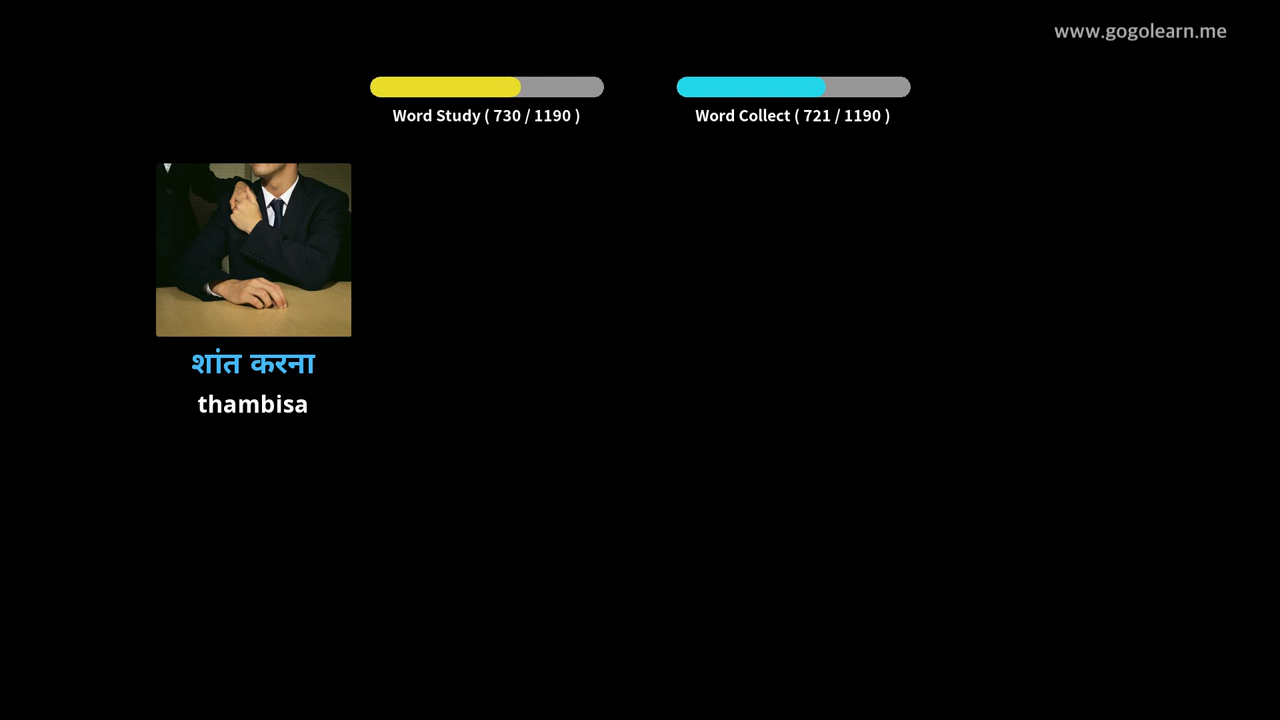 www.gogolearn.me
Word Study ( 730 / 1190 )
Word Collect ( 721 / 1190 )
शांत करना
thambisa